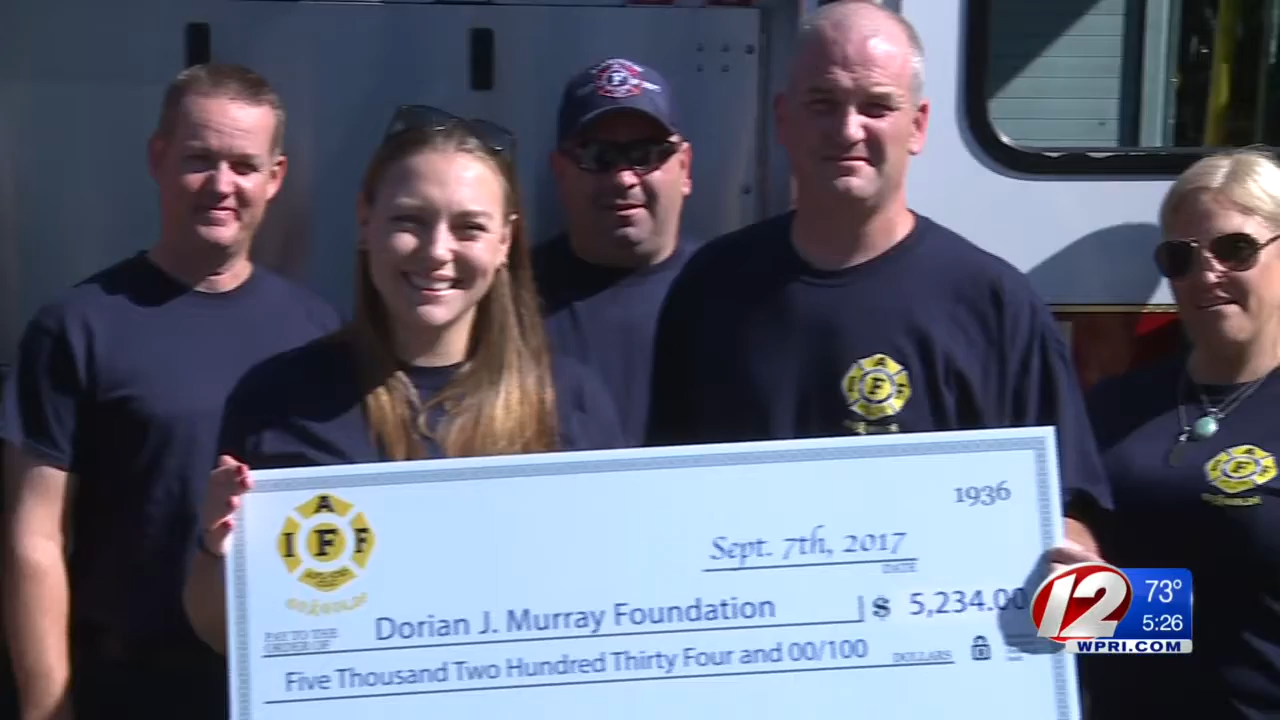 1936
A
I F F
Sept. 7th, 2017
DATE
PAY TO THE
ORDER OF
Dorian J. Murray Foundation
$ 5,234.00
Five Thousand Two Hundred Thirty Four and 00/100
DOLLARS
A
I F F
A
F
12
73°
5:26
WPRI.COM